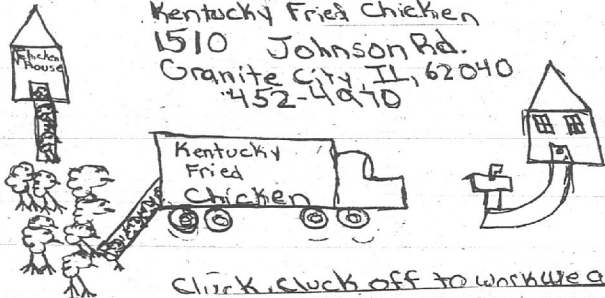 Kentucky Fried Chicken
1510 Johnson Rd.
Granite City, Il, 62040
452-4970
Chicken
House
Kentucky
Fried
Chicken
Cluck, Cluck off to work we a